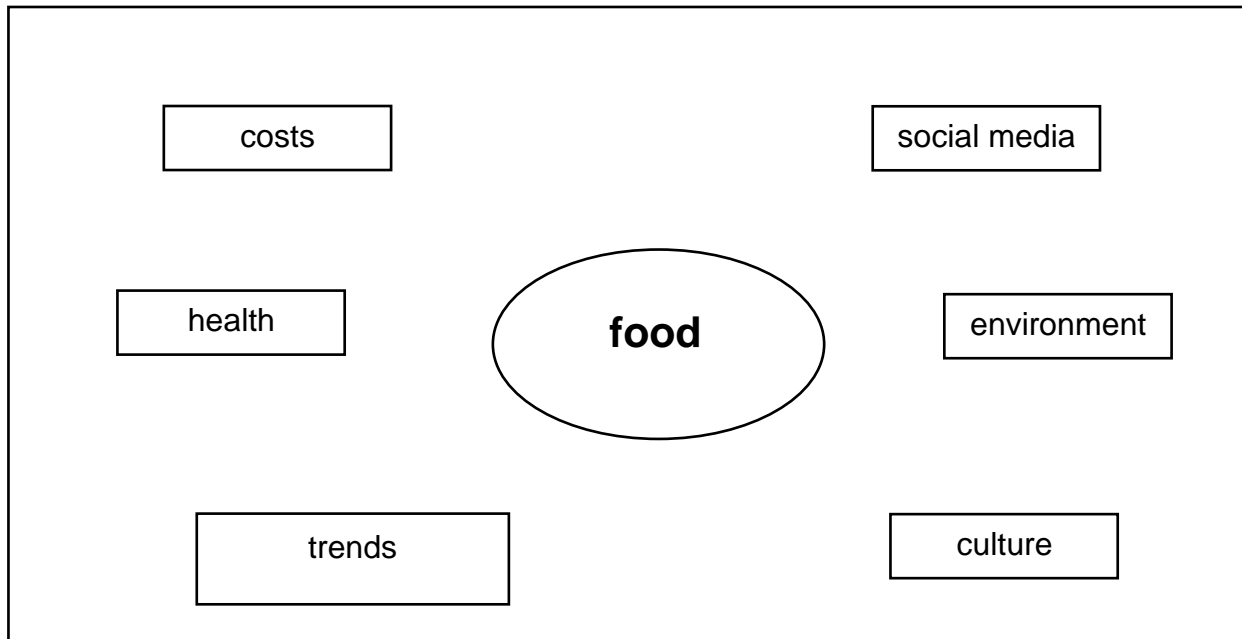 costs
social media
health
food
environment
trends
culture